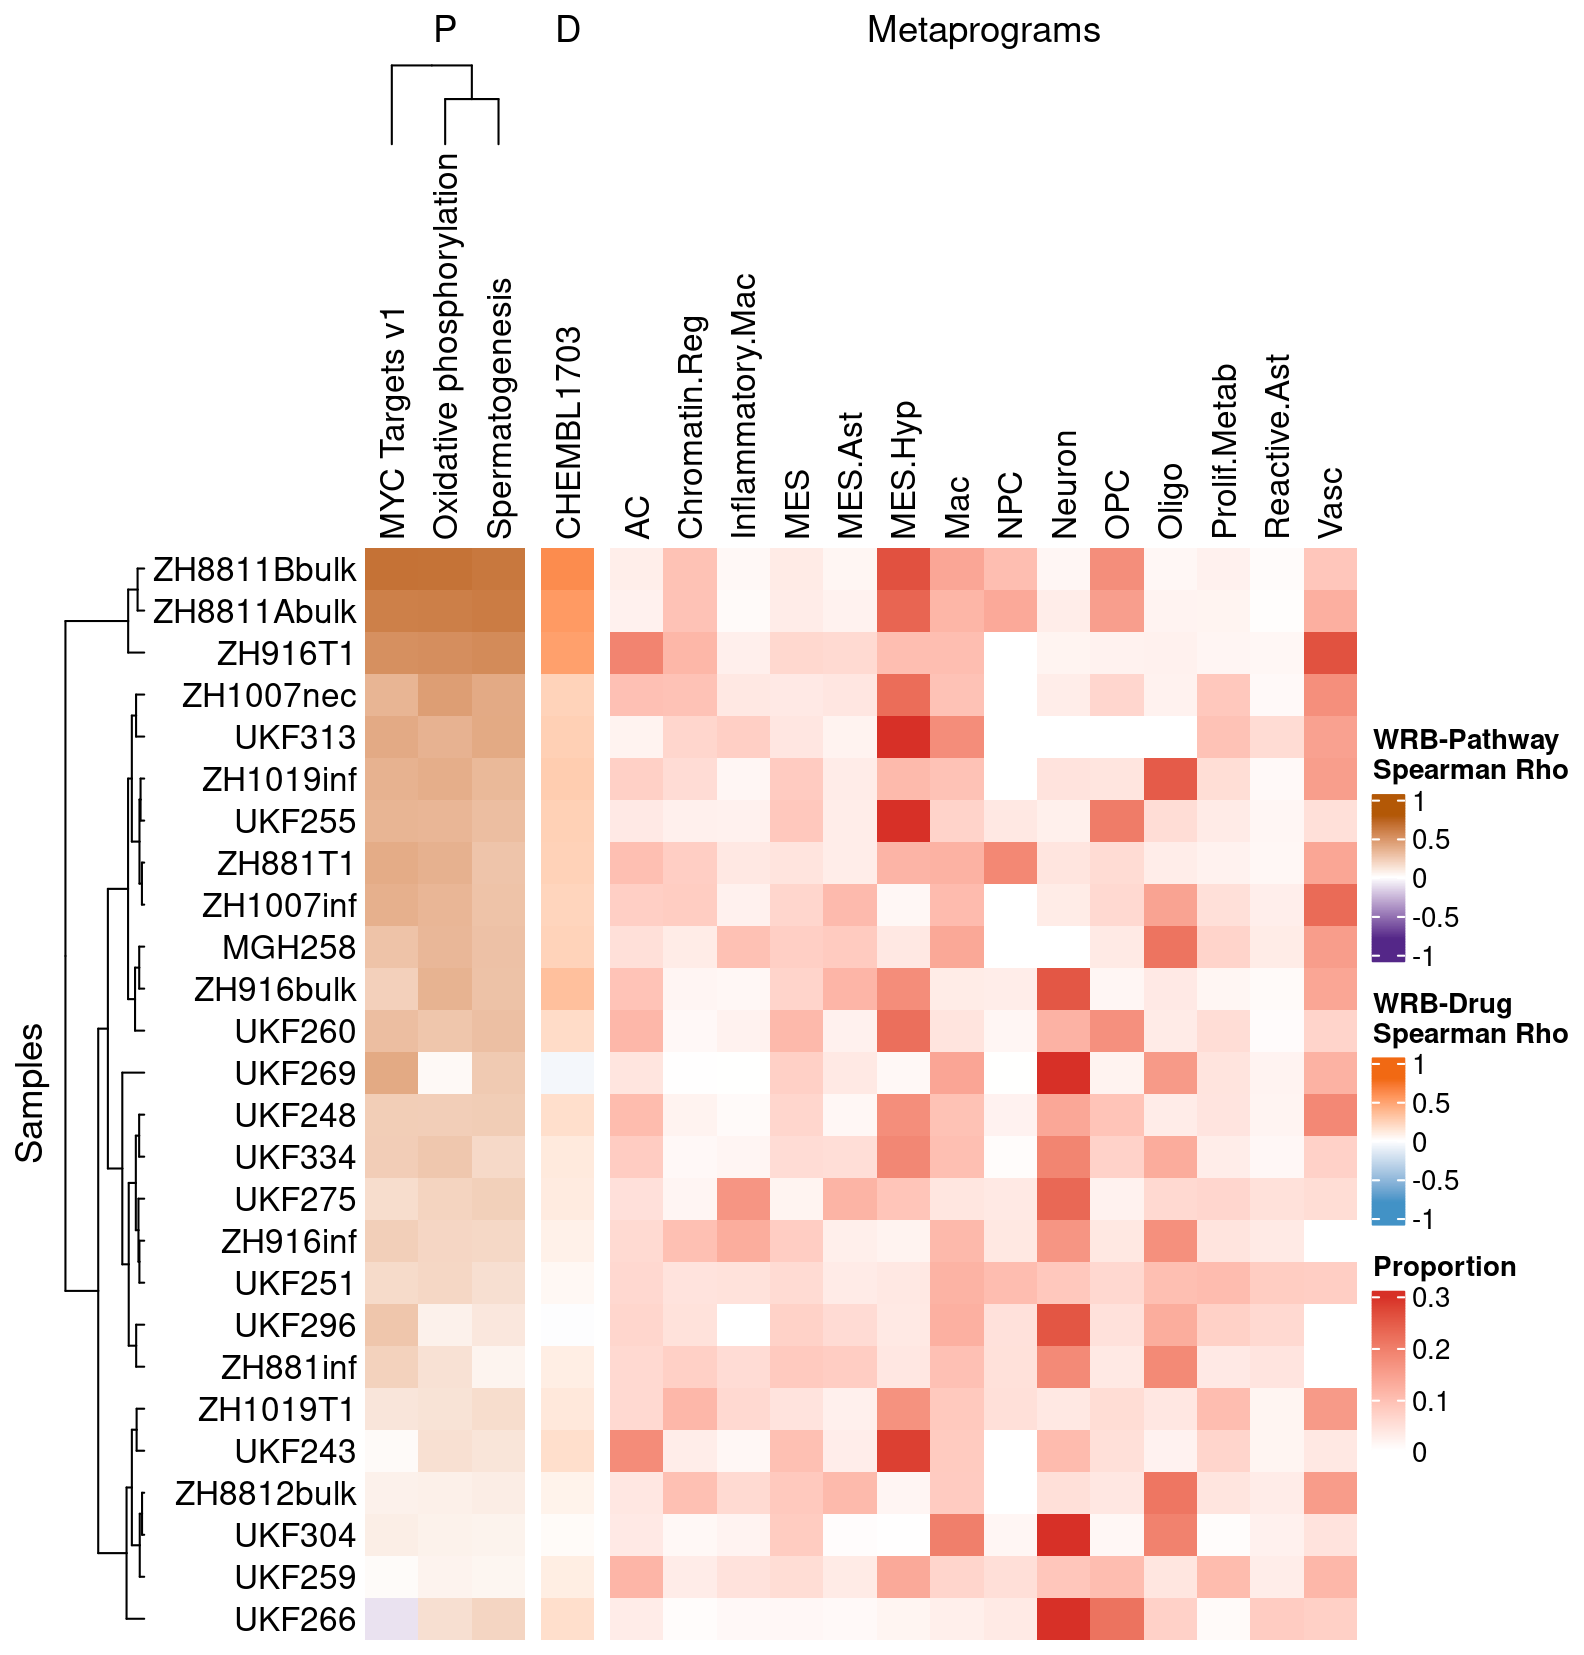 P
D
Metaprograms
MYC Targets v1
Oxidative phosphorylation
Spermatogenesis
CHEMBL1703
AC
Chromatin.Reg
Inflammatory.Mac
MES
MES.Ast
MES.Hyp
Mac
NPC
Neuron
OPC
Oligo
Prolif.Metab
Reactive.Ast
Vasc
Samples
ZH8811Bbulk
ZH8811Abulk
ZH916T1
ZH1007nec
UKF313
ZH1019inf
UKF255
ZH881T1
ZH1007inf
MGH258
ZH916bulk
UKF260
UKF269
UKF248
UKF334
UKF275
ZH916inf
UKF251
UKF296
ZH881inf
ZH1019T1
UKF243
ZH8812bulk
UKF304
UKF259
UKF266
WRB-Pathway
Spearman Rho
1
0.5
0
-0.5
-1
WRB-Drug
Spearman Rho
1
0.5
0
-0.5
-1
Proportion
0.3
0.2
0.1
0